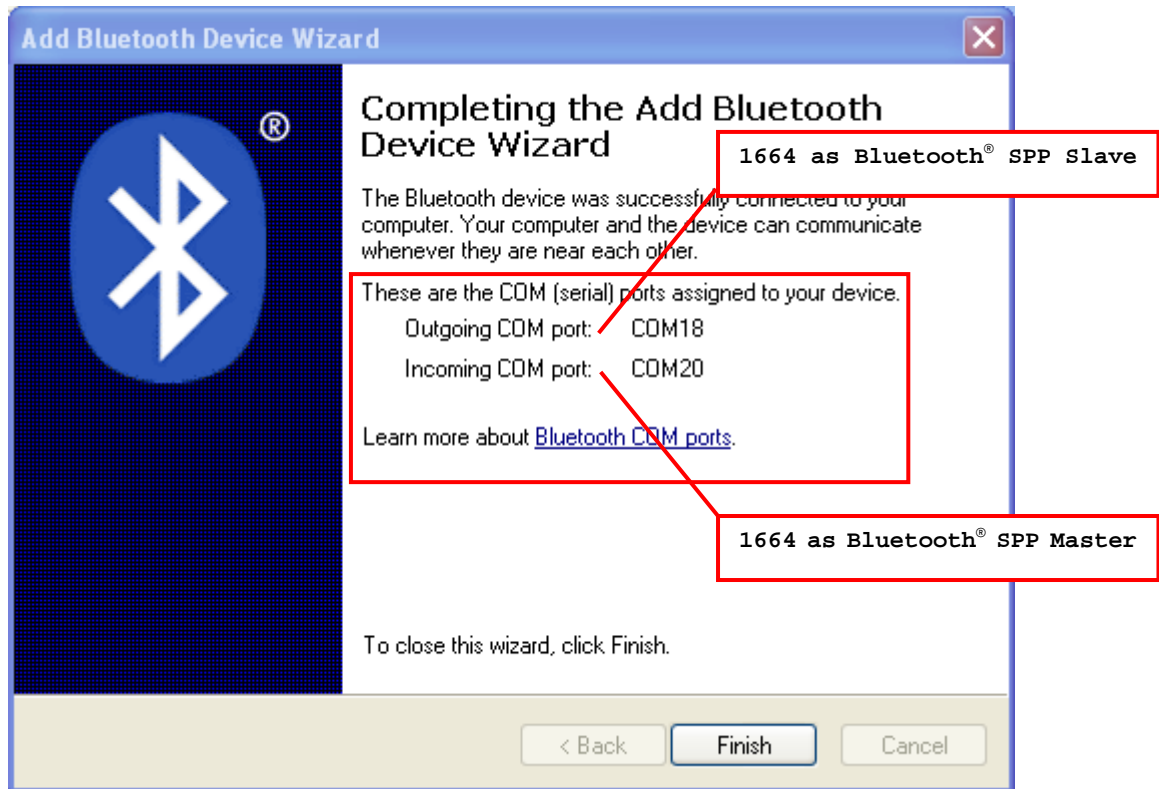 Add Bluetooth Device Wizard
®
Completing the Add Bluetooth
Device Wizard
1664 as Bluetooth® SPP Slave
The Bluetooth device was successfully connected to your
computer. Your computer and the device can communicate
whenever they are near each other.
These are the COM (serial) ports assigned to your device.
Outgoing COM port: COM18
Incoming COM port: COM20
Learn more about Bluetooth COM ports.
1664 as Bluetooth® SPP Master
To close this wizard, click Finish.
< Back Finish Cancel